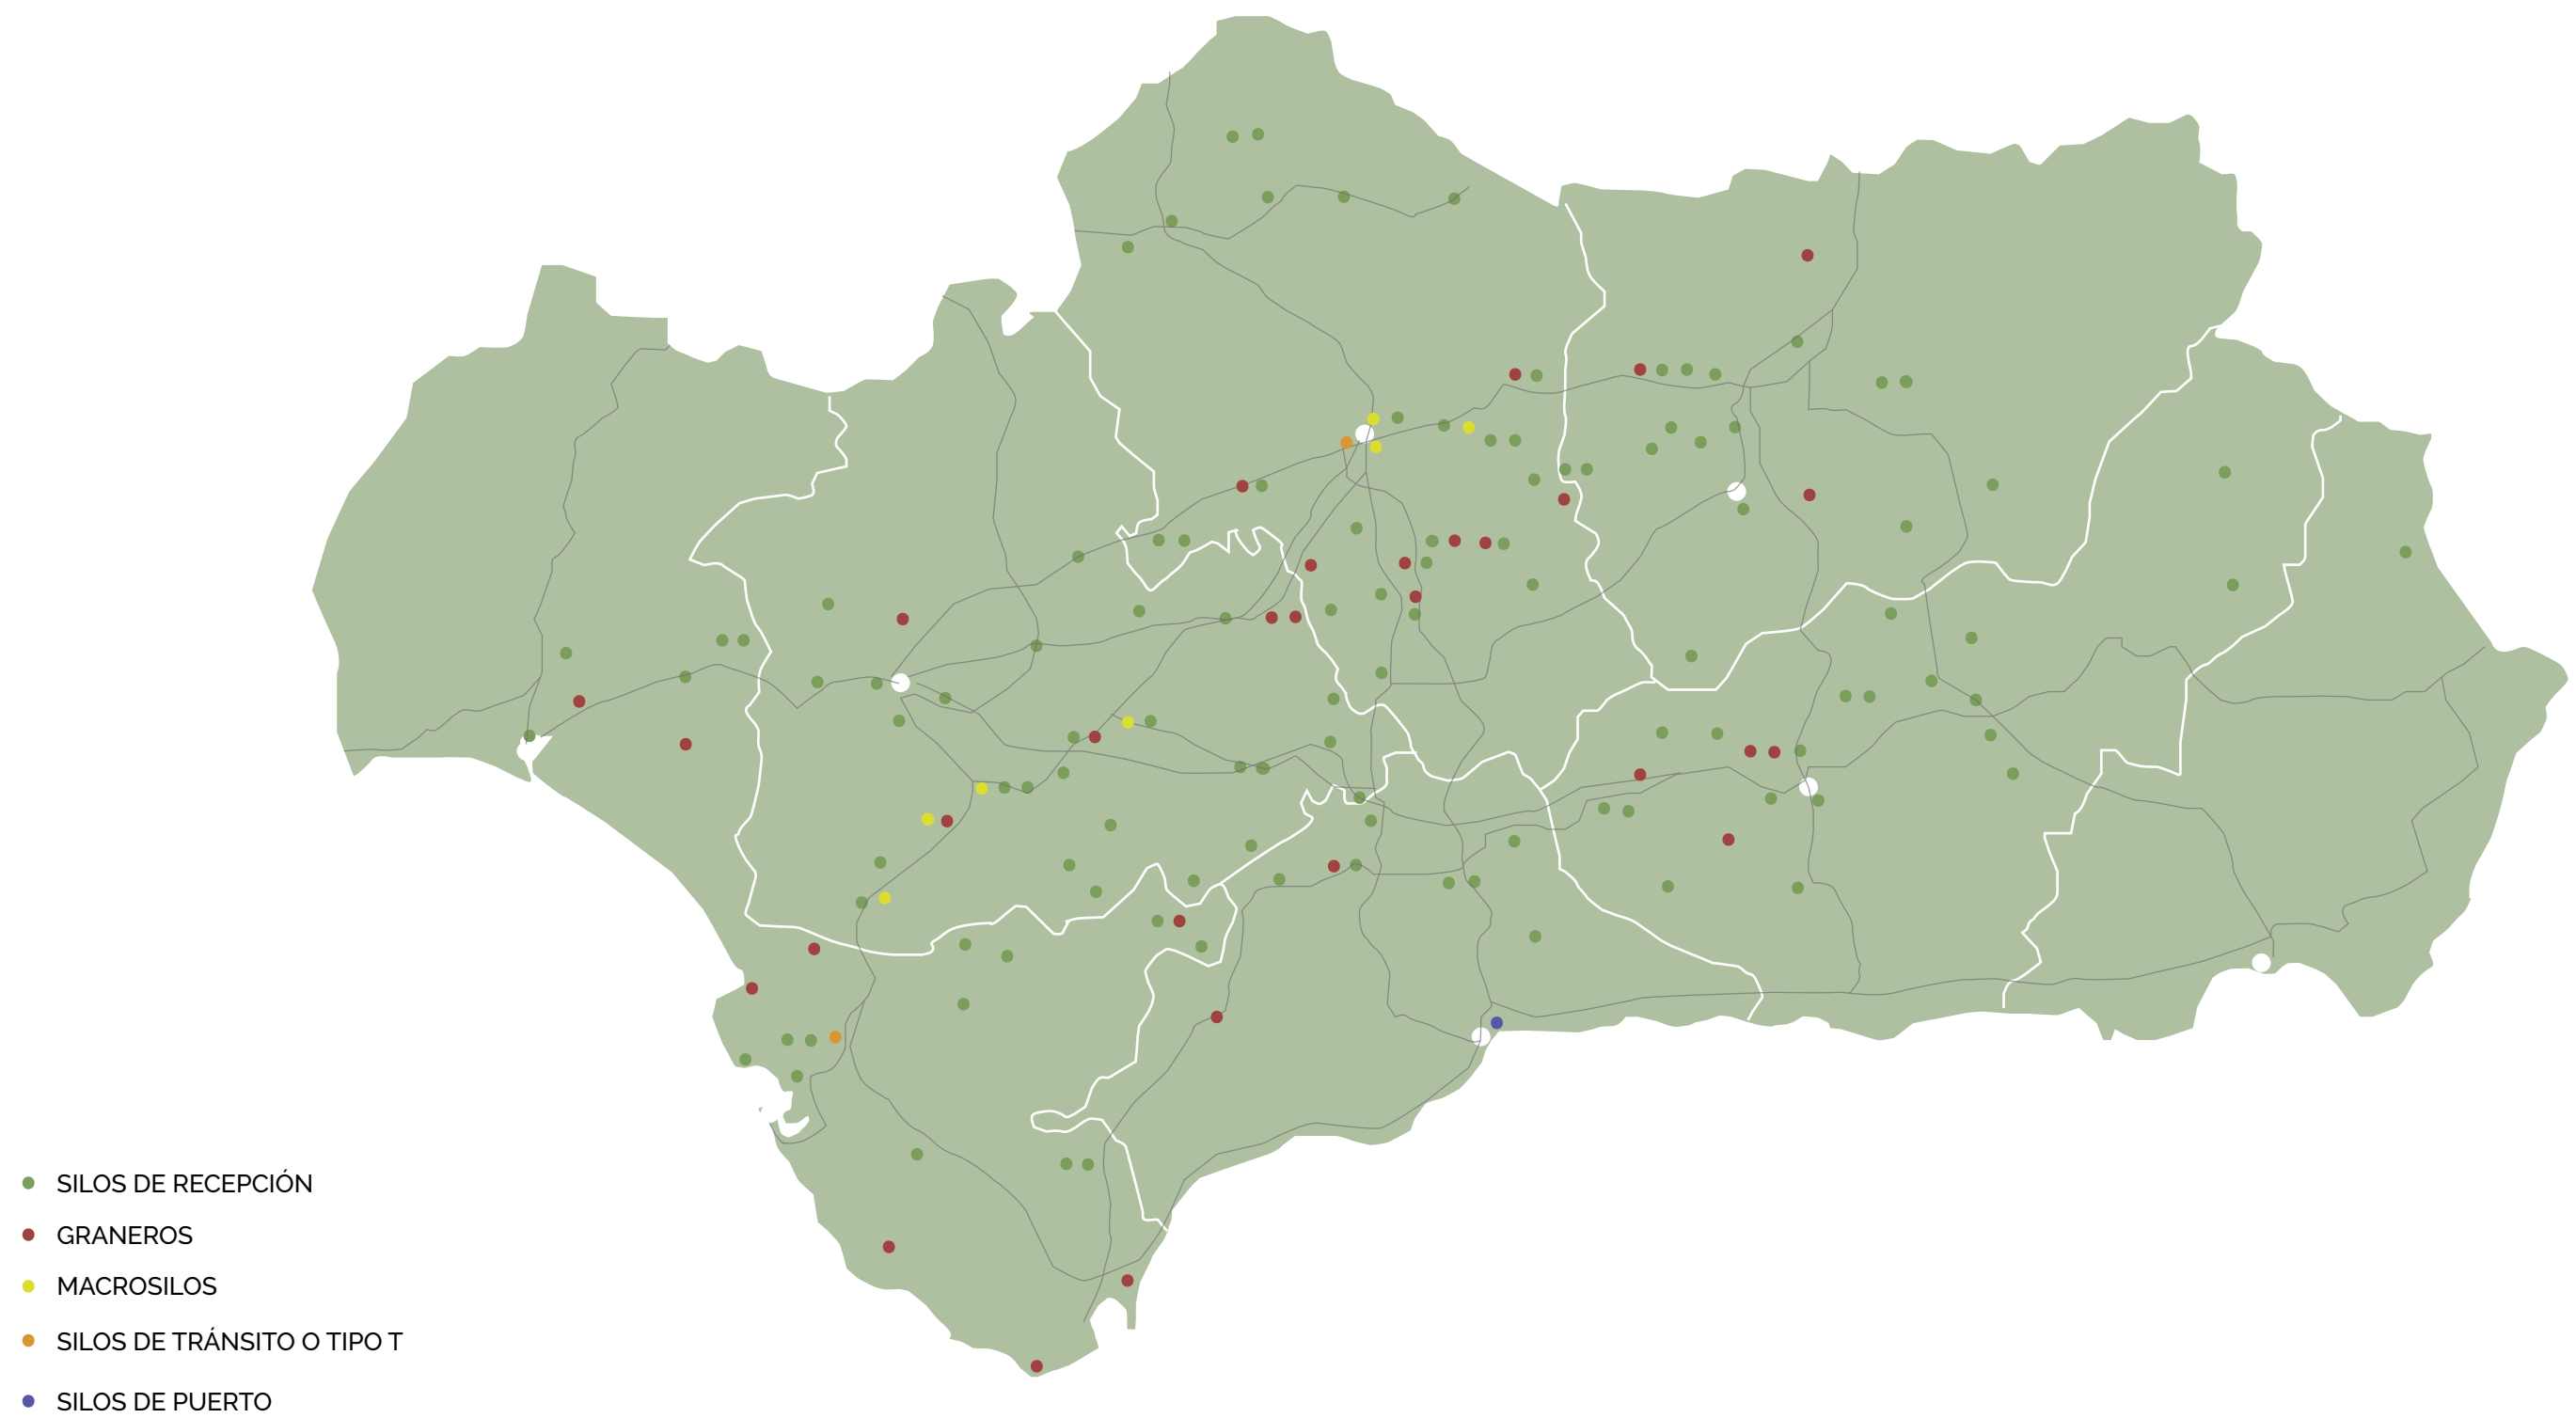 SILOS DE RECEPCIÓN
GRANEROS
MACROSILOS
SILOS DE TRÁNSITO O TIPO T
SILOS DE PUERTO